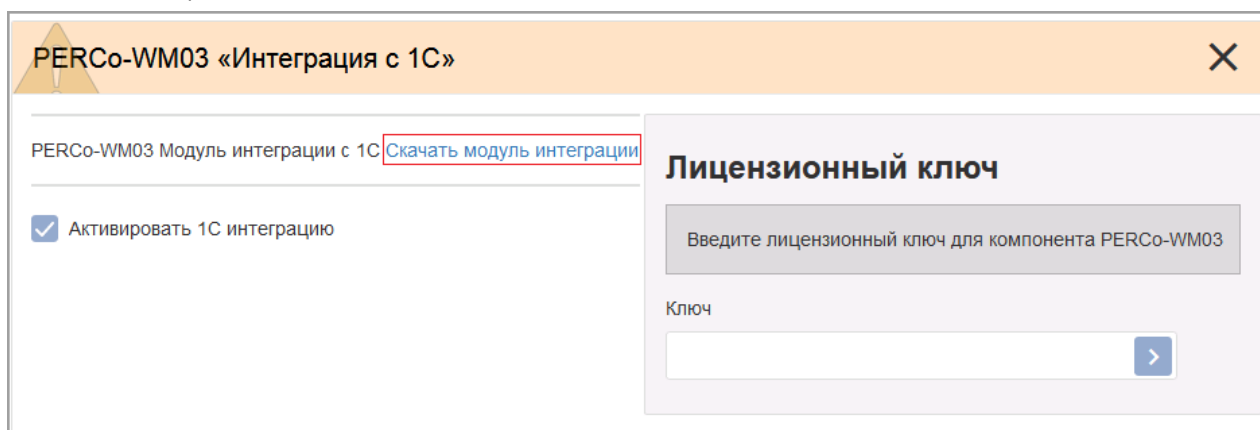 PERCo-WM03 «Интеграция с 1С»
PERCo-WM03 Модуль интеграции с 1С Скачать модуль интеграции
Активировать 1С интеграцию
Лицензионный ключ
Введите лицензионный ключ для компонента PERCo-WM03
Ключ